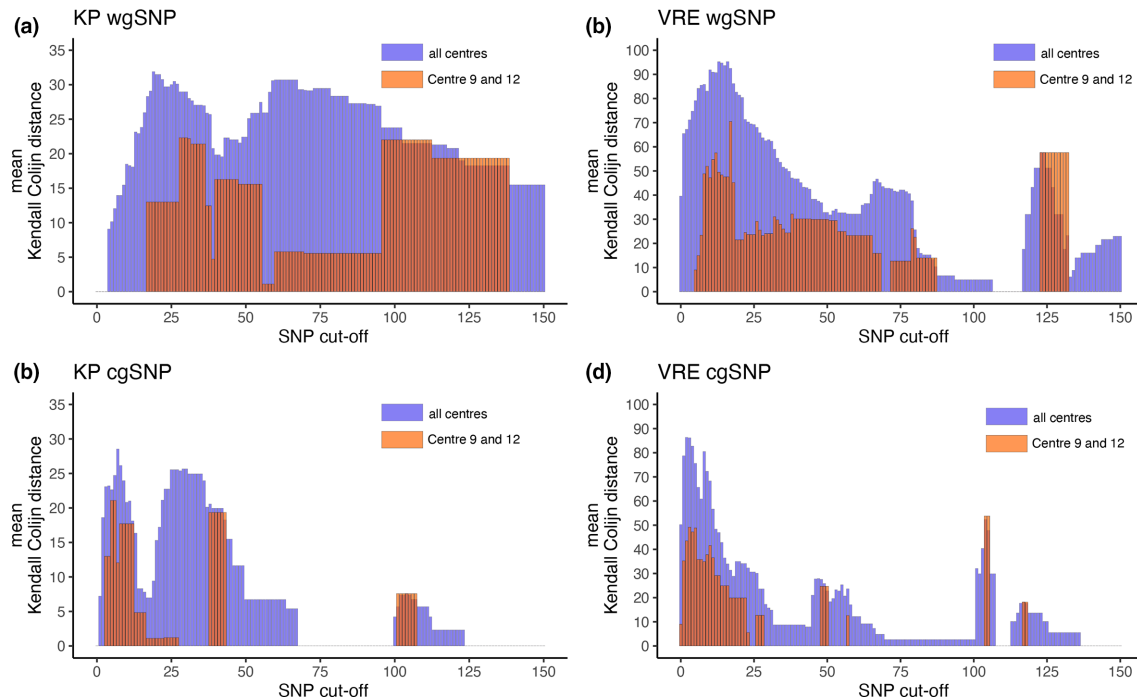 (a)
KP wgSNP
35
30
25
20
15
10
5
0
mean
Kendall Colijn distance
all centres
Centre 9 and 12
0 25 50 75 100 125 150
SNP cut-off
(b)
VRE wgSNP
100
90
80
70
60
50
40
30
20
10
0
mean
Kendall Colijn distance
all centres
Centre 9 and 12
0 25 50 75 100 125 150
SNP cut-off
(b)
KP cgSNP
35
30
25
20
15
10
5
0
mean
Kendall Colijn distance
all centres
Centre 9 and 12
0 25 50 75 100 125 150
SNP cut-off
(d)
VRE cgSNP
100
90
80
70
60
50
40
30
20
10
0
mean
Kendall Colijn distance
all centres
Centre 9 and 12
0 25 50 75 100 125 150
SNP cut-off